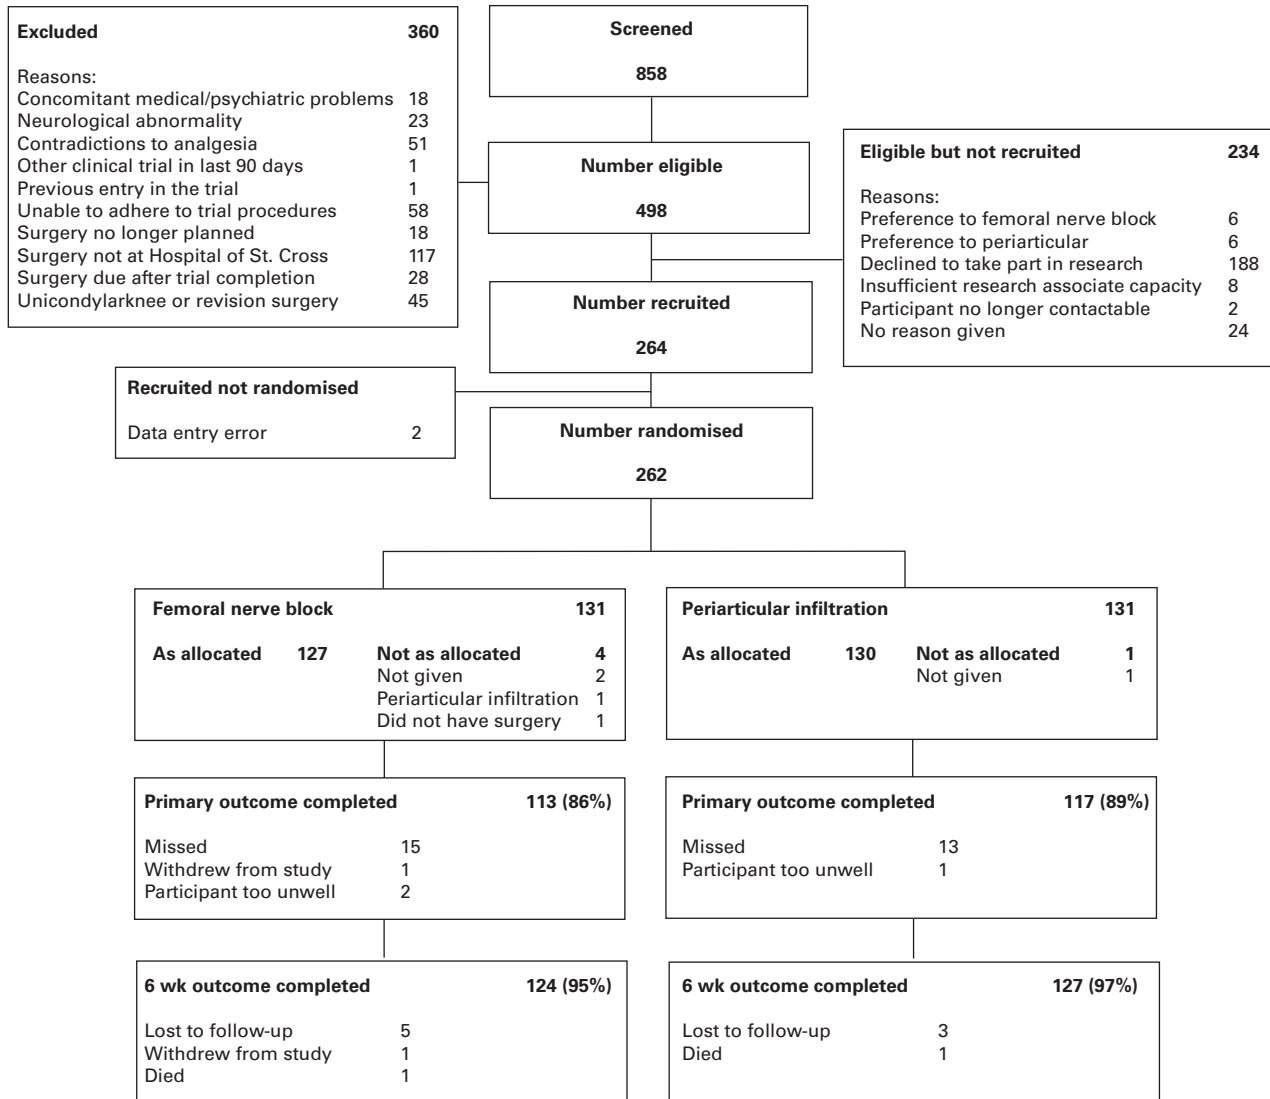 Excluded 360
Reasons:
Concomitant medical/psychiatric problems 18
Neurological abnormality 23
Contradictions to analgesia 51
Other clinical trial in last 90 days 1
Previous entry in the trial 1
Unable to adhere to trial procedures 58
Surgery no longer planned 18
Surgery not at Hospital of St. Cross 117
Surgery due after trial completion 28
Unicondylarknee or revision surgery 45
Screened
858
Number eligible
498
Eligible but not recruited 234
Reasons:
Preference to femoral nerve block 6
Preference to periarticular 6
Declined to take part in research 188
Insufficient research associate capacity 8
Participant no longer contactable 2
No reason given 24
Number recruited
264
Recruited not randomised
Data entry error 2
Number randomised
262
Femoral nerve block 131
As allocated 127 Not as allocated 4
Not given 2
Periarticular infiltration 1
Did not have surgery 1
Periarticular infiltration 131
As allocated 130 Not as allocated 1
Not given 1
Primary outcome completed 113 (86%)
Missed 15
Withdrew from study 1
Participant too unwell 2
Primary outcome completed 117 (89%)
Missed 13
Participant too unwell 1
6 wk outcome completed 124 (95%)
Lost to follow-up 5
Withdrew from study 1
Died 1
6 wk outcome completed 127 (97%)
Lost to follow-up 3
Died 1